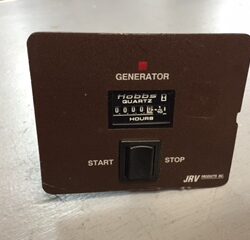 GENERATOR
Hobbs
QUARTZ
HOURS
START STOP
JRV PRODUCTS INC.